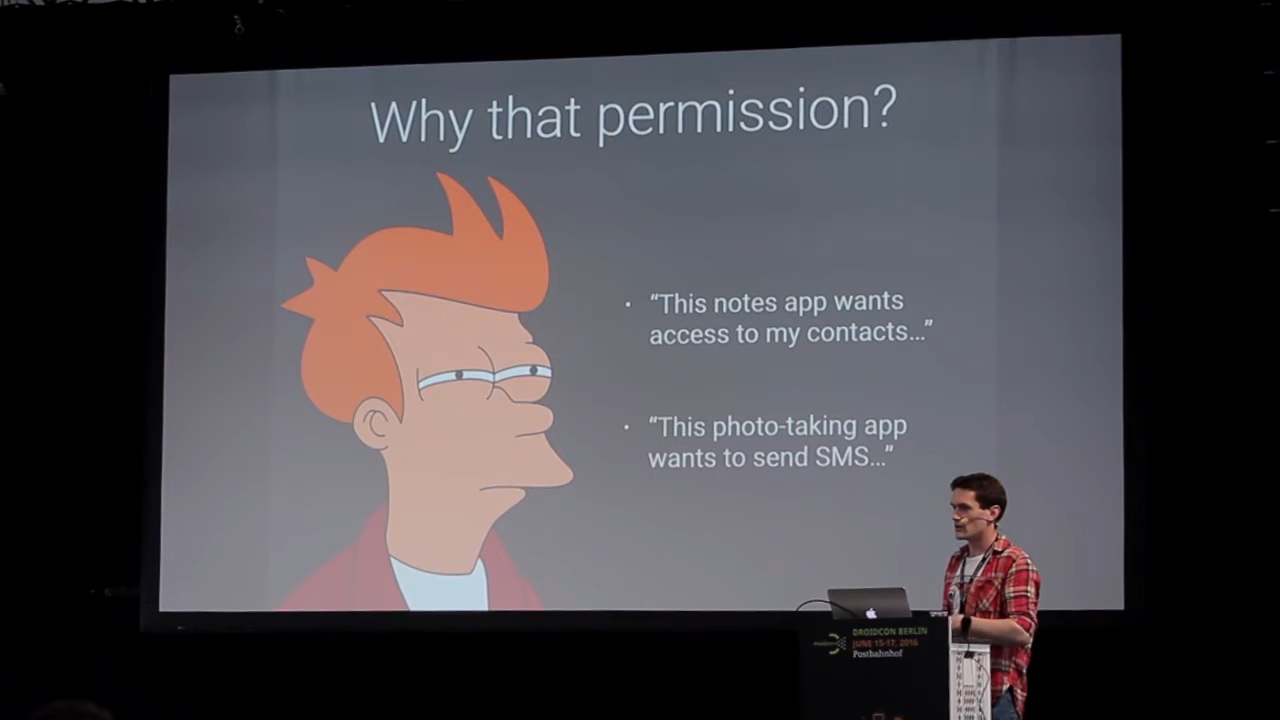 Why that permission?
• “This notes app wants
access to my contacts…”
• “This photo-taking app
wants to send SMS…”
DROIDCON BERLIN
JUNE 15-17, 2016
Postbahnhof